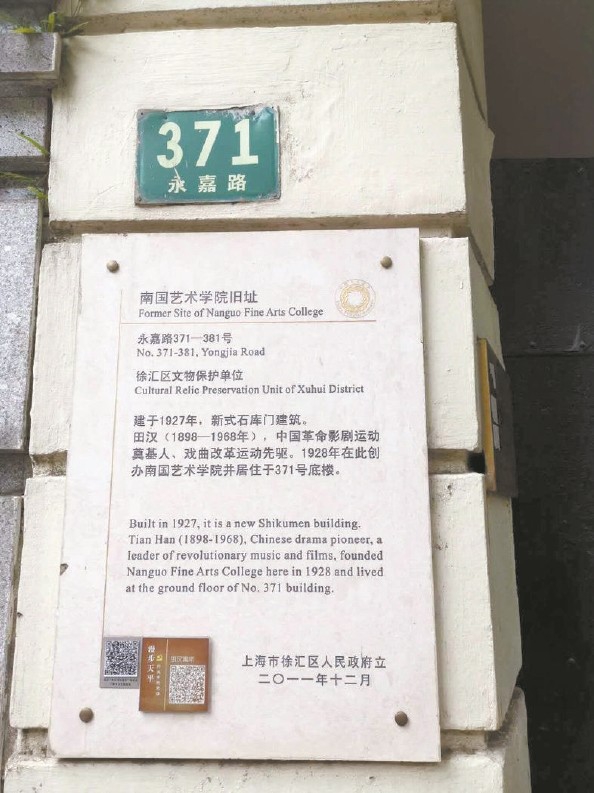 371
永嘉路
南国艺术学院旧址
Former Site of Nanguo Fine Arts College
永嘉路371—381号
No. 371-381, Yongjia Road
徐汇区文物保护单位
Cultural Relic Preservation Unit of Xuhui District
建于1927年，新式石库门建筑。
田汉（1898—1968年），中国革命影剧运动
奠基人、戏曲改革运动先驱。1928年在此创
办南国艺术学院并居住于371号底楼。
Built in 1927, it is a new Shikumen building.
Tian Han (1898-1968), Chinese drama pioneer, a
leader of revolutionary music and films, founded
Nanguo Fine Arts College here in 1928 and lived
at the ground floor of No. 371 building.
漫步天平
上海市徐汇区人民政府立
二〇一一年十二月